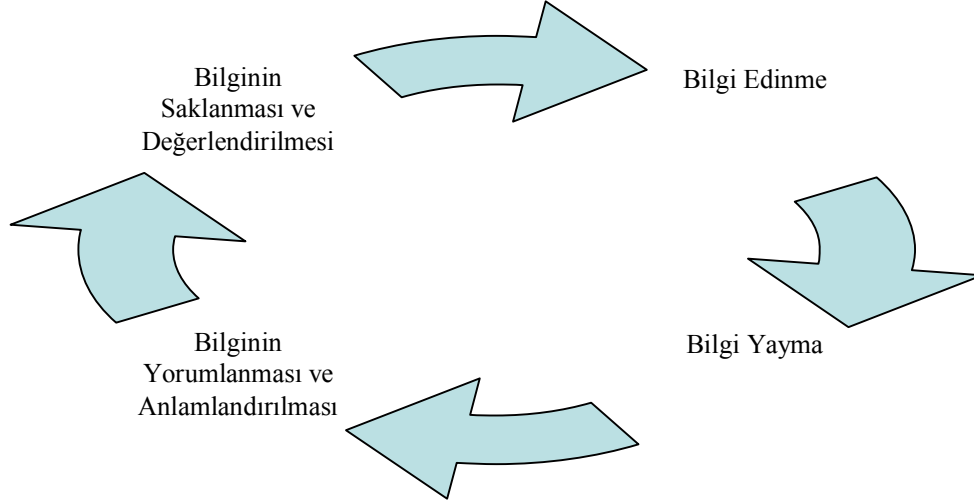 Bilginin
Saklanması ve
Değerlendirilmesi
Bilgi Edinme
Bilgi Yayma
Bilginin
Yorumlanması ve
Anlamlandırılması